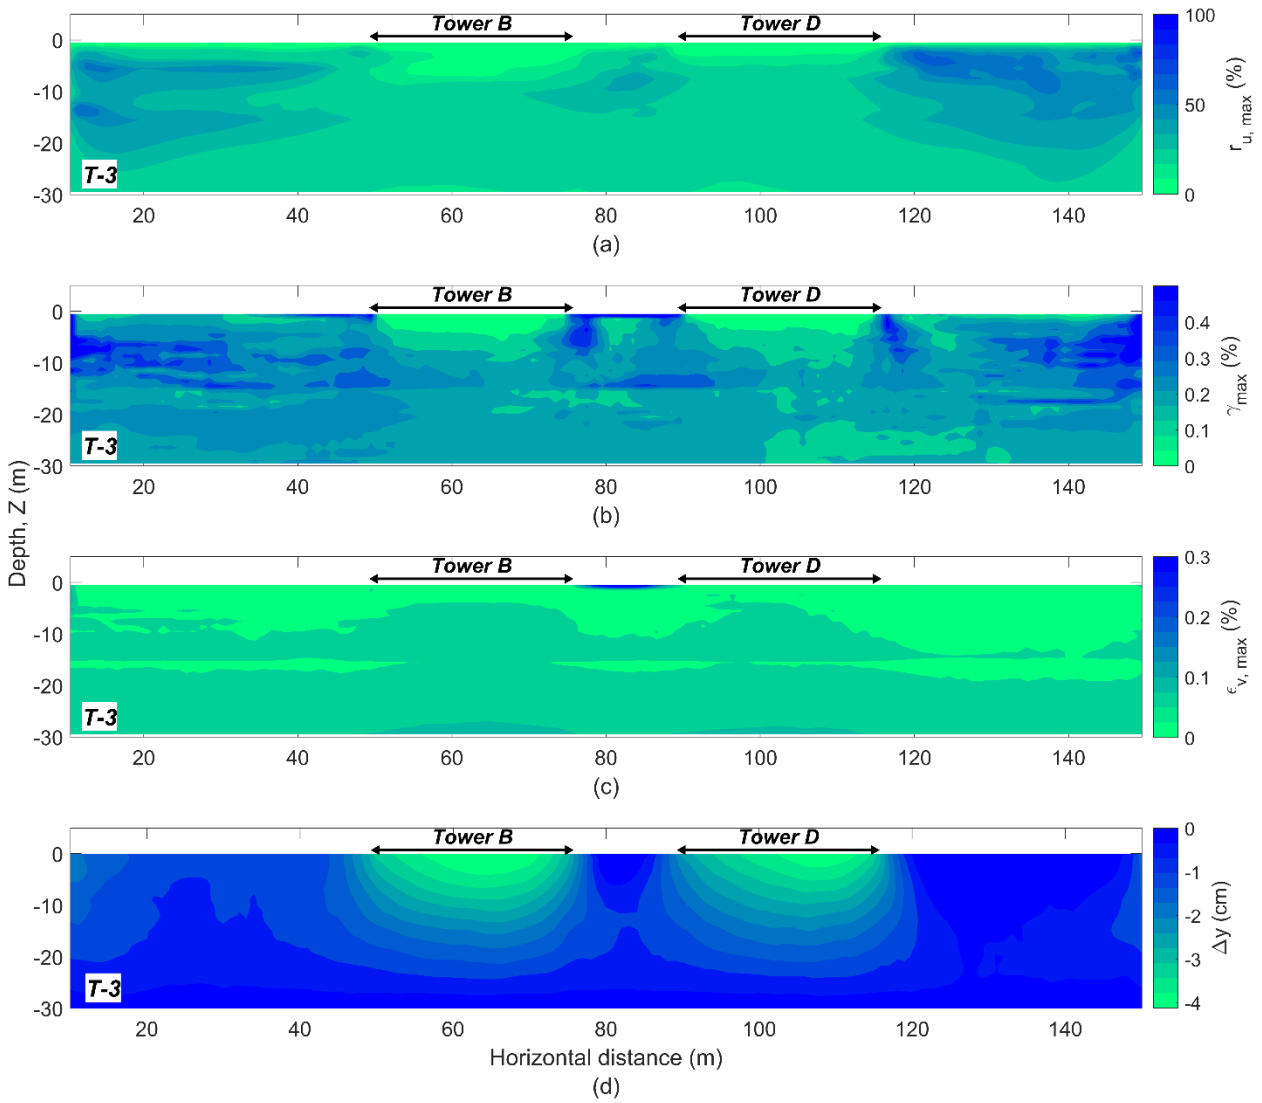 Tower B
Tower D
0
-10
-20
-30
T-3
20
40
60
80
100
120
140
(a)
100
50
0
r_{u, max} (%)
Tower B
Tower D
0
-10
-20
-30
T-3
20
40
60
80
100
120
140
(b)
0.4
0.3
0.2
0.1
0
γ_{max} (%)
Depth, Z (m)
Tower B
Tower D
0
-10
-20
-30
T-3
20
40
60
80
100
120
140
(c)
0.3
0.2
0.1
0
ϵ_{v, max} (%)
Tower B
Tower D
0
-10
-20
-30
T-3
20
40
60
80
100
120
140
Horizontal distance (m)
(d)
0
-1
-2
-3
-4
Δy (cm)